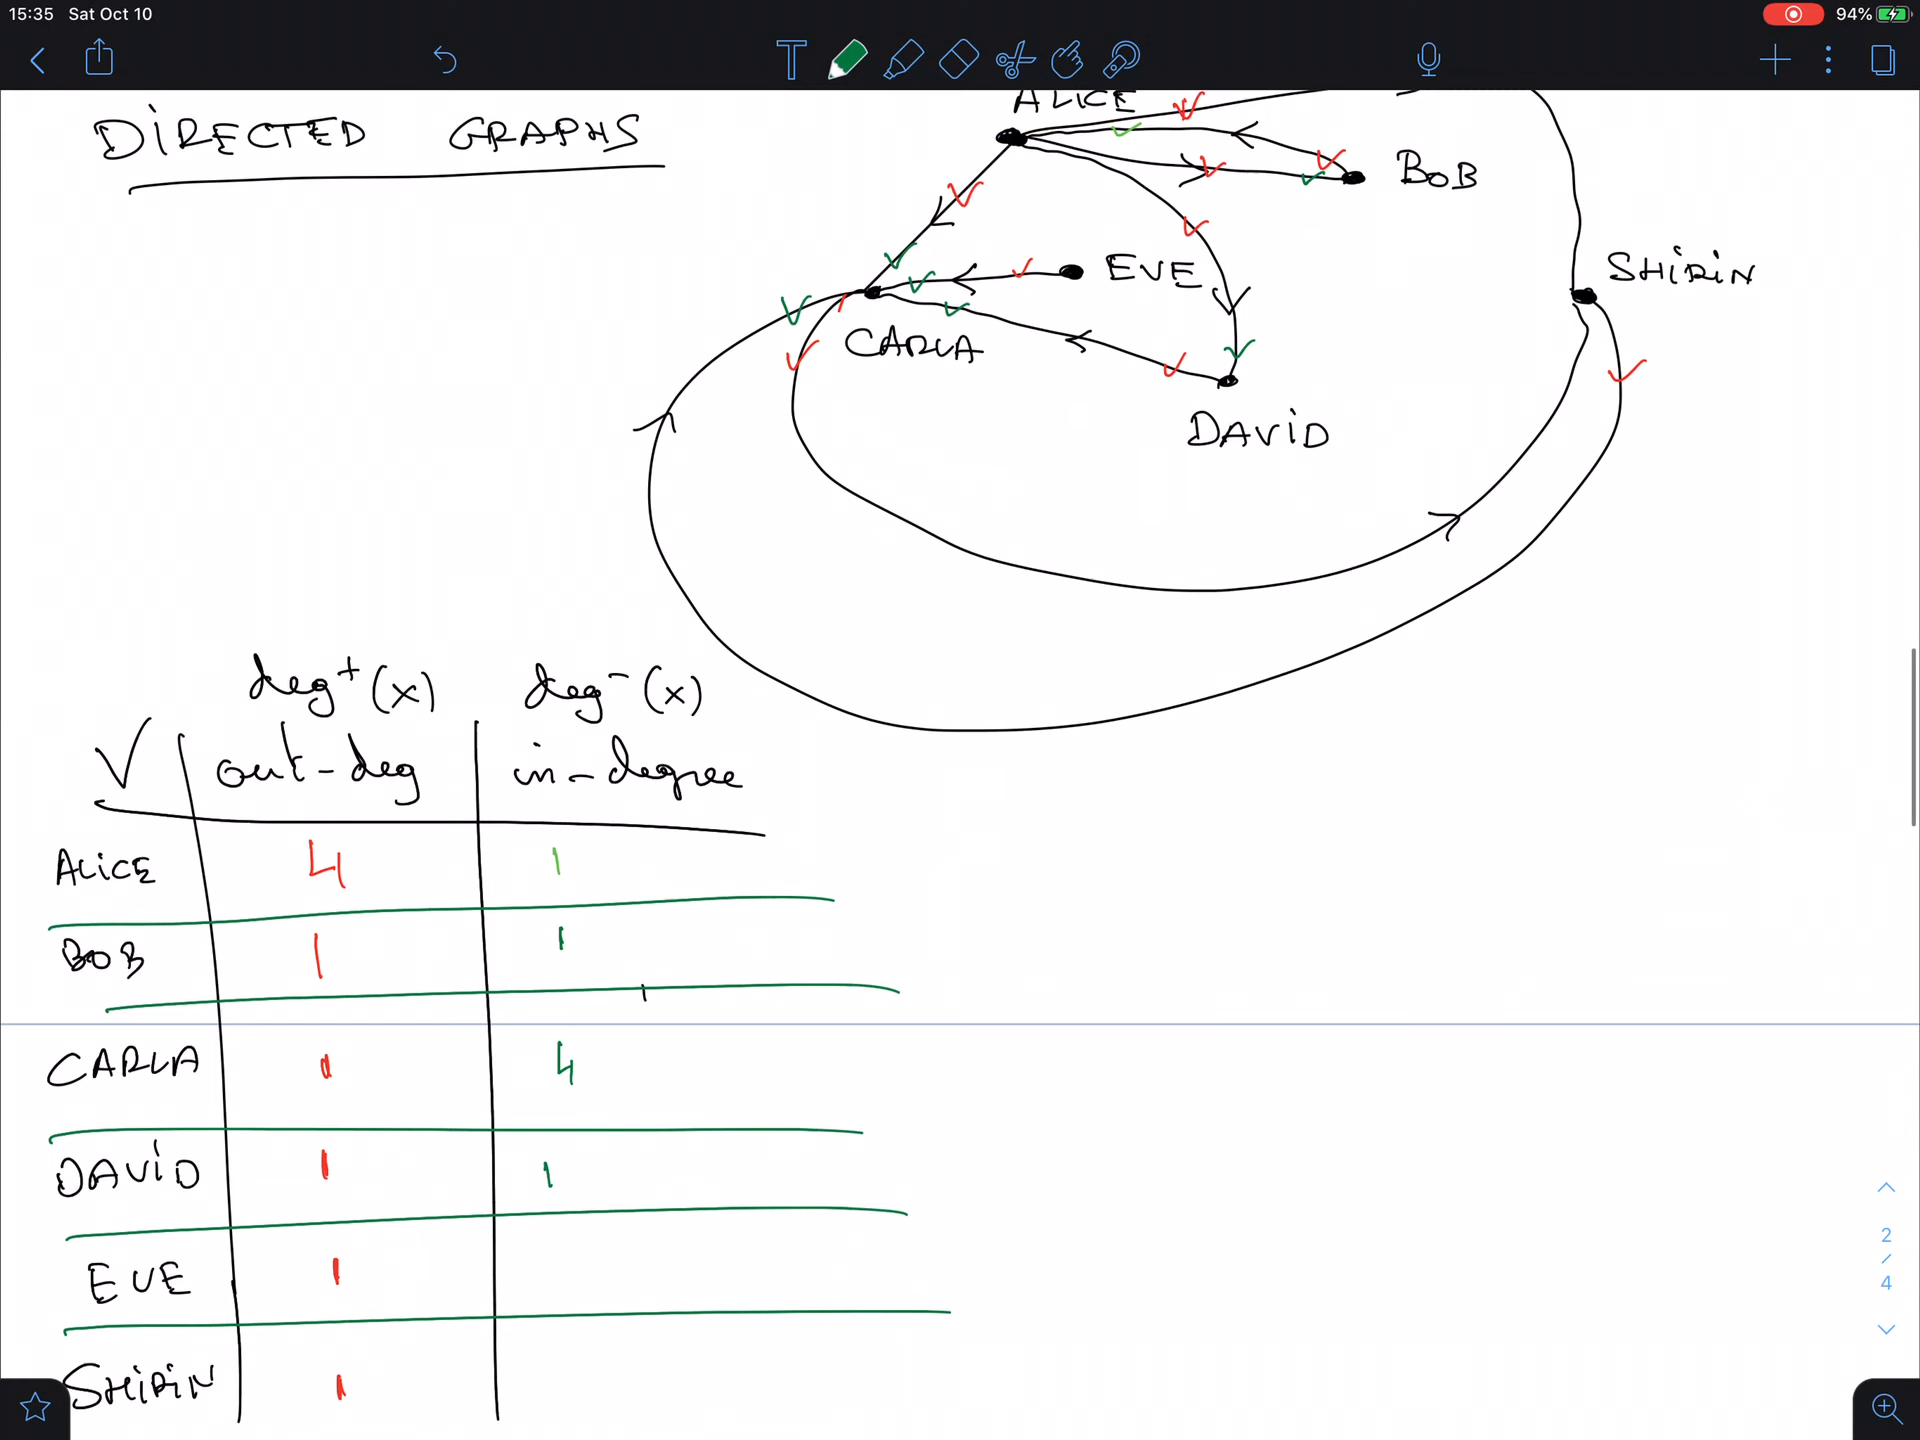 15:35 Sat Oct 10
94%
DIRECTED GRAPHS
ALICE
BOB
EVE
SHIRIN
CARLA
DAVID
deg⁺(x) deg⁻(x)
V out-deg in-degree
ALICE 4 1
BOB 1 1
CARLA 1 4
DAVID 1 1
EVE 1
SHIRIN 1
2
/
4